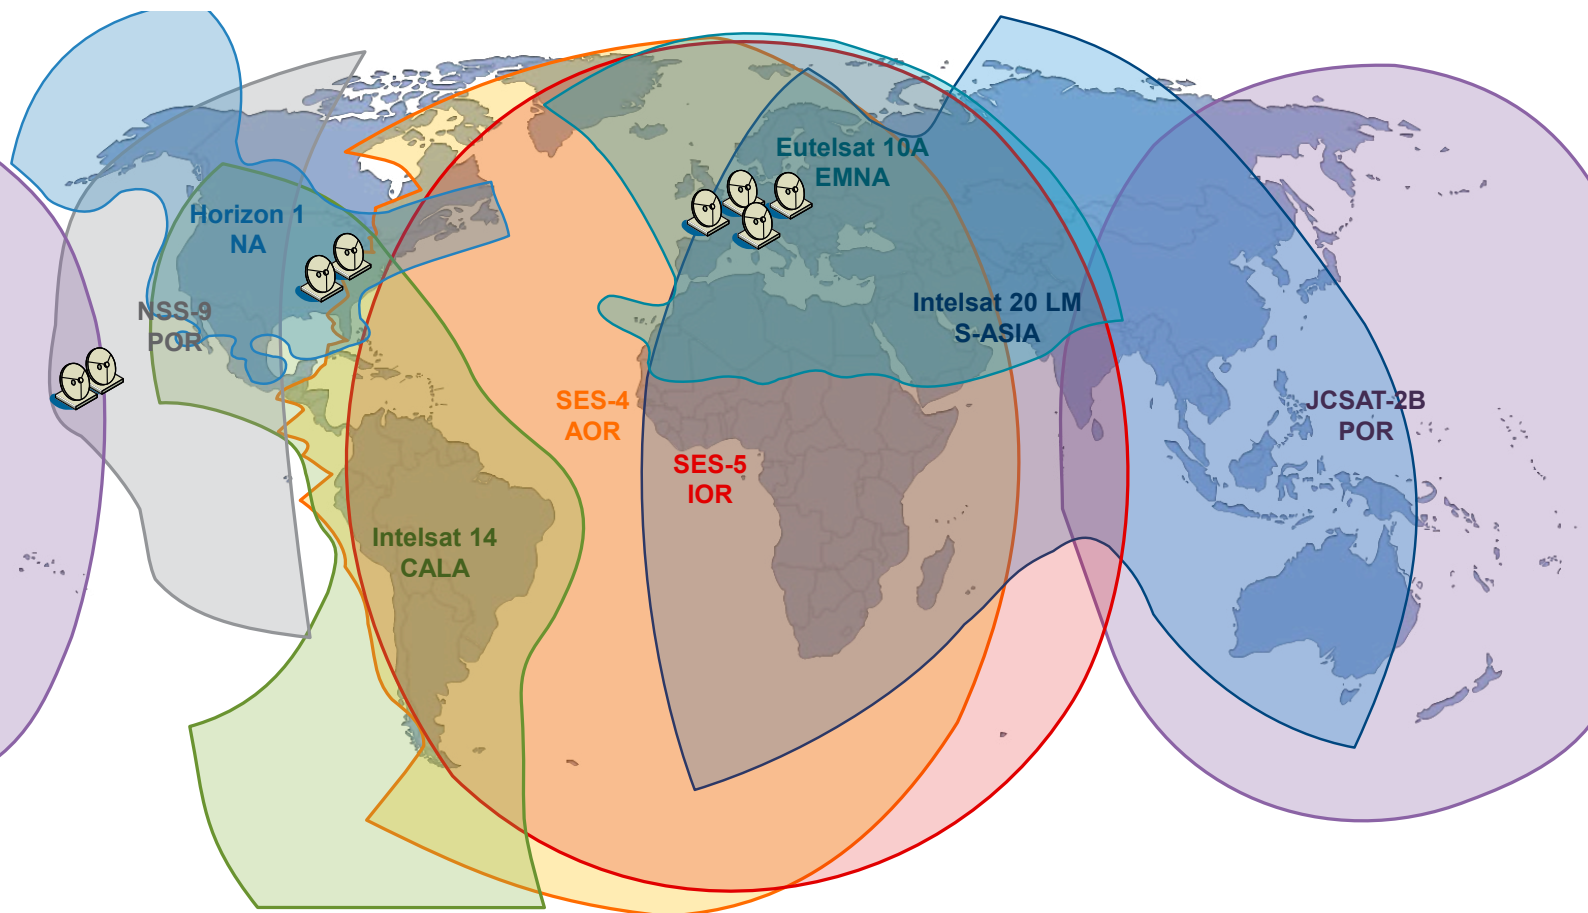 Eutelsat 10A
EMNA
Horizon 1
NA
NSS-9
POR
Intelsat 20 LM
S-ASIA
SES-4
AOR
JCSAT-2B
POR
SES-5
IOR
Intelsat 14
CALA